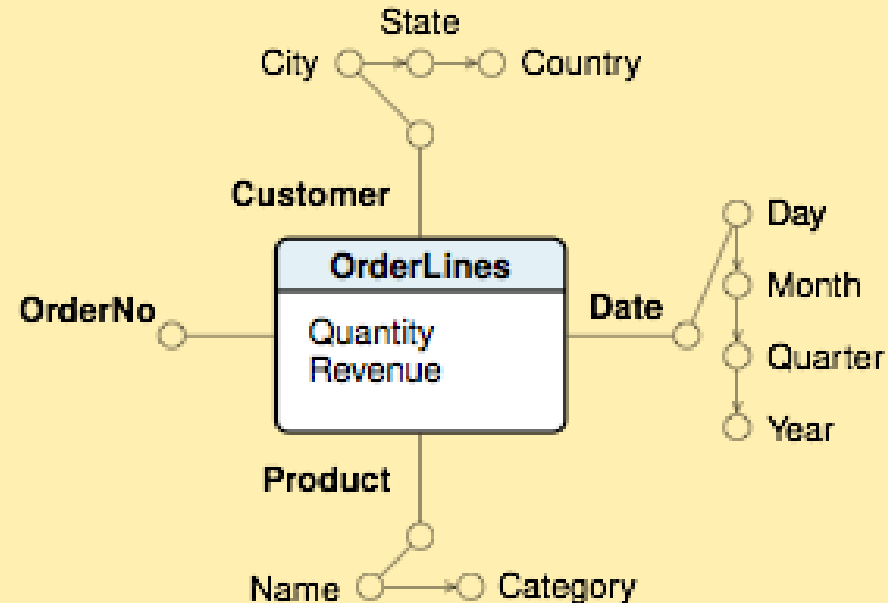 State
City
Country
Customer
Day
OrderLines
Month
OrderNo
Date
Quantity
Revenue
Quarter
Year
Product
Name
Category